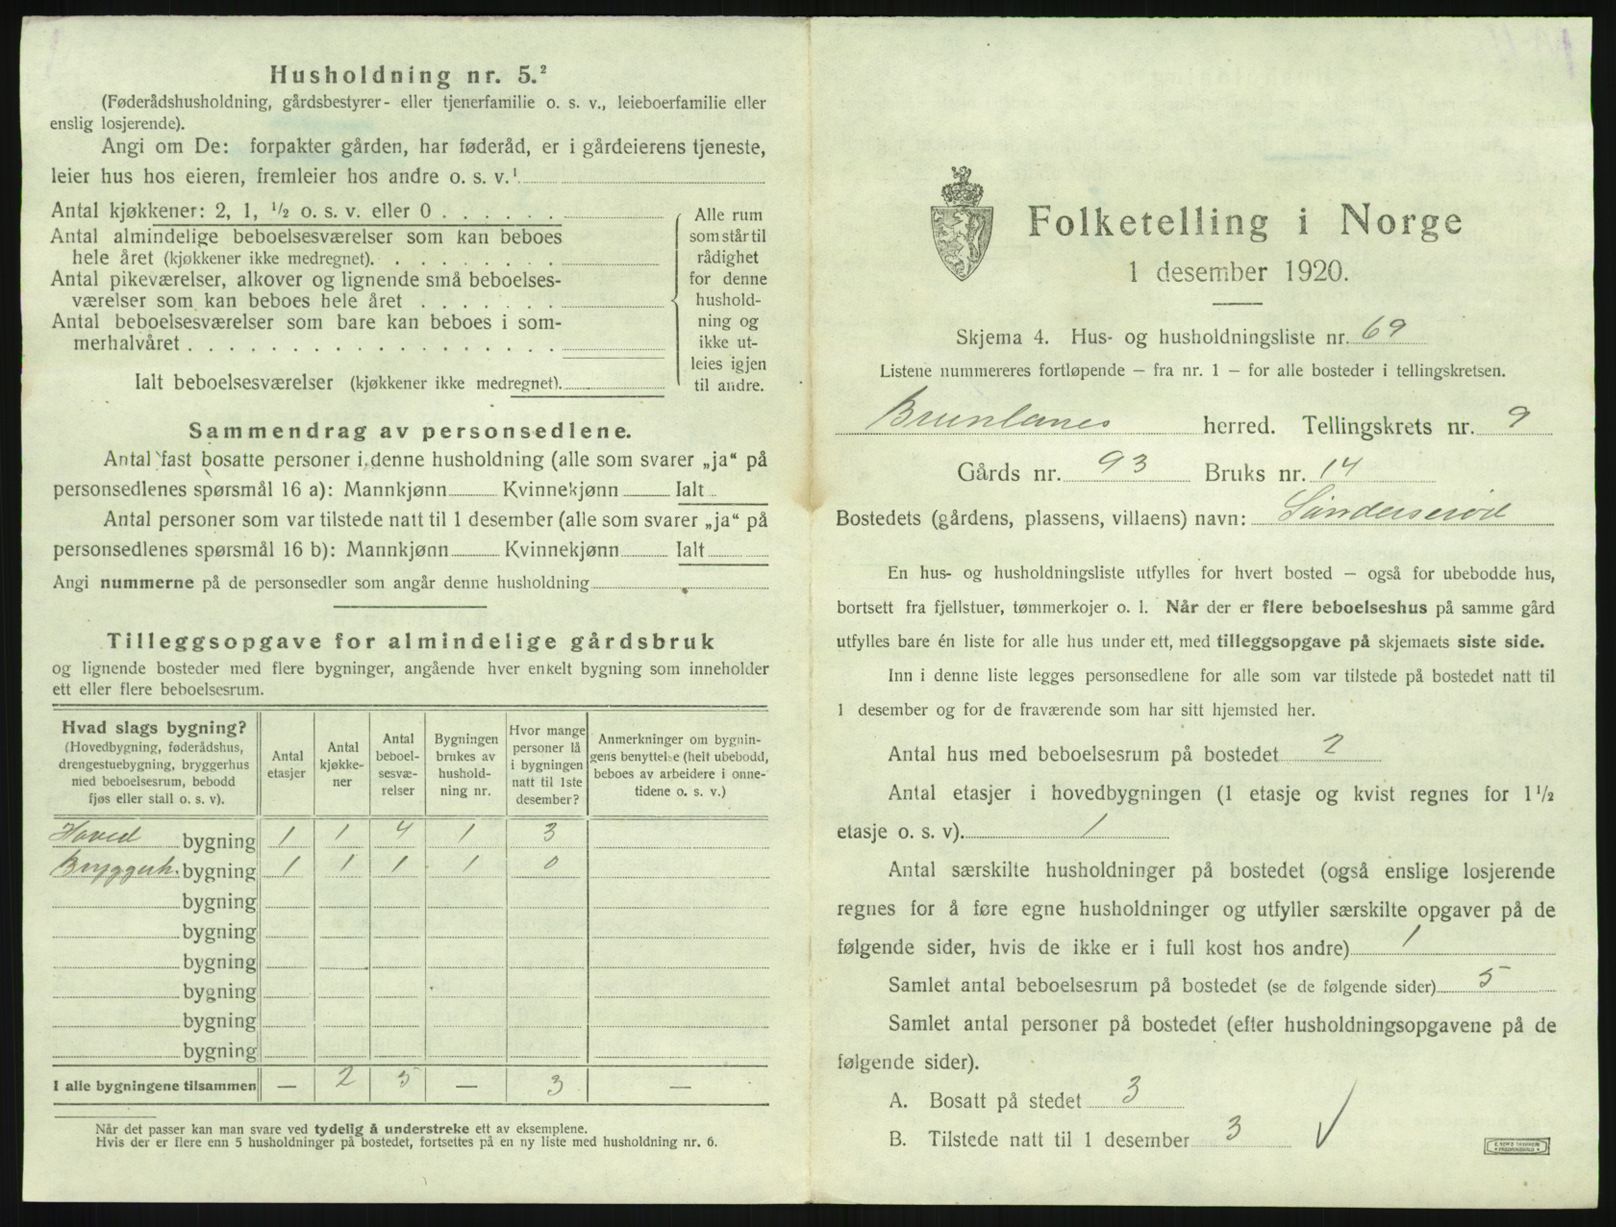 Husholdning nr. 5.²
(Føderådshusholdning, gårdsbestyrer- eller tjenerfamilie o. s. v., leieboerfamilie eller
enslig losjerende).
Angi om De: forpakter gården, har føderåd, er i gårdeierens tjeneste,
leier hus hos eieren, fremleier hos andre o. s. v.¹
Antal kjøkkener: 2, 1, ½ o. s. v. eller 0 . . . . . .
Antal almindelige beboelsesværelser som kan beboes
hele året (kjøkkener ikke medregnet). . . . . . . . .
Antal pikeværelser, alkover og lignende små beboelses-
værelser som kan beboes hele året . . . . . . .
Antal beboelsesværelser som bare kan beboes i som-
merhalvåret . . . . . . . . . . . . . . . . . .
Ialt beboelsesværelser (kjøkkener ikke medregnet).
Alle rum
som står til
rådighet
for denne
hushold-
ning og
ikke ut-
leies igjen
til andre.
Sammendrag av personsedlene.
Antal fast bosatte personer i denne husholdning (alle som svarer „ja“ på
personsedlenes spørsmål 16 a): Mannkjønn Kvinnekjønn Ialt
Antal personer som var tilstede natt til 1 desember (alle som svarer „ja“ på
personsedlenes spørsmål 16 b): Mannkjønn Kvinnekjønn Ialt
Angi nummerne på de personsedler som angår denne husholdning
Tilleggsopgave for almindelige gårdsbruk
og lignende bosteder med flere bygninger, angående hver enkelt bygning som inneholder
ett eller flere beboelsesrum.
Hvad slags bygning?
(Hovedbygning, føderådshus,
drengestuebygning, bryggerhus
med beboelsesrum, bebodd
fjøs eller stall o. s. v).
Antal
etasjer
Antal
kjøkke-
ner
Antal
beboel-
sesvæ-
relser
Bygningen
brukes av
hushold-
ning nr.
Hvor mange
personer lå
i bygningen
natt til 1ste
desember?
Anmerkninger om bygnin-
gens benyttelse (helt ubebodd,
beboes av arbeidere i onne-
tidene o. s. v.)
Hoved bygning 1 1 4 1 3
Bryggerh. bygning 1 1 1 1 0
bygning
bygning
bygning
bygning
bygning
bygning
I alle bygningene tilsammen — 2 5 — 3 —
Når det passer kan man svare ved tydelig å understreke ett av eksemplene.
Hvis der er flere enn 5 husholdninger på bostedet, fortsettes på en ny liste med husholdning nr. 6.
Folketelling i Norge
1 desember 1920.
Skjema 4. Hus- og husholdningsliste nr. 69
Listene nummereres fortløpende — fra nr. 1 — for alle bosteder i tellingskretsen.
Brunlanes herred. Tellingskrets nr. 9
Gårds nr. 93 Bruks nr. 14
Bostedets (gårdens, plassens, villaens) navn: Sönderseröd
En hus- og husholdningsliste utfylles for hvert bosted — også for ubebodde hus,
bortsett fra fjellstuer, tømmerkojer o. l. Når der er flere beboelseshus på samme gård
utfylles bare én liste for alle hus under ett, med tilleggsopgave på skjemaets siste side.
Inn i denne liste legges personsedlene for alle som var tilstede på bostedet natt til
1 desember og for de fraværende som har sitt hjemsted her.
Antal hus med beboelsesrum på bostedet 2
Antal etasjer i hovedbygningen (1 etasje og kvist regnes for 1½
etasje o. s. v). 1
Antal særskilte husholdninger på bostedet (også enslige losjerende
regnes for å føre egne husholdninger og utfyller særskilte opgaver på de
følgende sider, hvis de ikke er i full kost hos andre) 1
Samlet antal beboelsesrum på bostedet (se de følgende sider) 5
Samlet antal personer på bostedet (efter husholdningsopgavene på de
følgende sider).
A. Bosatt på stedet 3
B. Tilstede natt til 1 desember 3 √